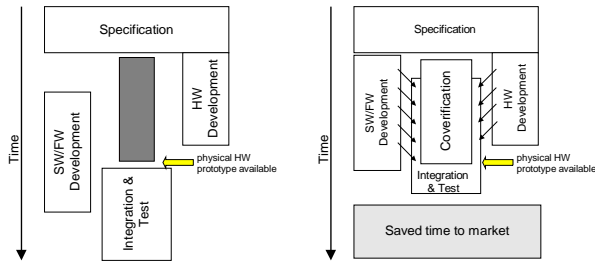 Specification
HW
Development
SW/FW
Development
Time
physical HW
prototype available
Integration &
Test
Specification
SW/FW
Development
Coverification
HW
Development
Time
physical HW
prototype available
Integration
& Test
Saved time to market